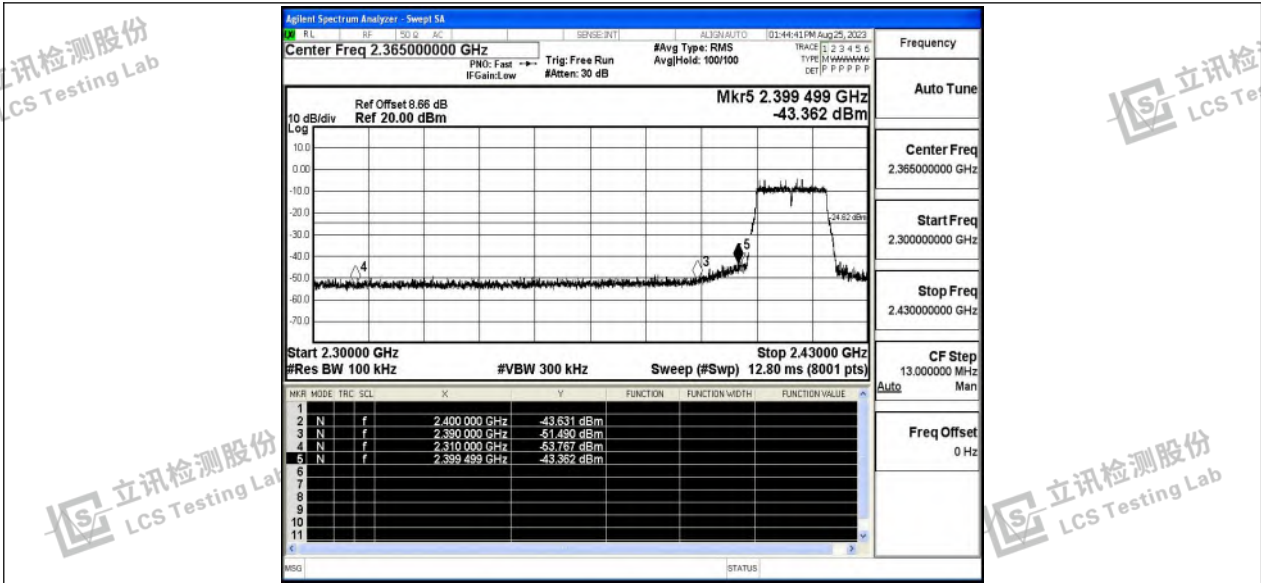 Agilent Spectrum Analyzer - Swept SA
RL RF 50 Ω AC SENSE:INT ALIGNAUTO 01:44:41PM Aug 25, 2023
Center Freq 2.365000000 GHz
PNO: Fast
IFGain:Low
Trig: Free Run
#Atten: 30 dB
#Avg Type: RMS
Avg|Hold: 100/100
TRACE 1 2 3 4 5 6
TYPE M WWWWW
DET P P P P P P
Ref Offset 8.66 dB
Ref 20.00 dBm
10 dB/div
Log
Mkr5 2.399 499 GHz
-43.362 dBm
10.0
0.00
-10.0
-20.0
-30.0
-40.0
-50.0
-60.0
-70.0
-24.62 dBm
4
3
5
Start 2.30000 GHz
Stop 2.43000 GHz
#Res BW 100 kHz
#VBW 300 kHz
Sweep (#Swp) 12.80 ms (8001 pts)
MKR MODE TRC SCL X Y FUNCTION FUNCTION WIDTH FUNCTION VALUE
1
2 N f 2.400 000 GHz -43.631 dBm
3 N f 2.390 000 GHz -51.490 dBm
4 N f 2.310 000 GHz -53.767 dBm
5 N f 2.399 499 GHz -43.362 dBm
6
7
8
9
10
11
MSG
STATUS
Frequency
Auto Tune
Center Freq
2.365000000 GHz
Start Freq
2.300000000 GHz
Stop Freq
2.430000000 GHz
CF Step
13.000000 MHz
Auto Man
Freq Offset
0 Hz
立讯检测股份
LCS Testing Lab
立讯检
LCS Te
立讯检测股份
LCS Testing Lab
立讯检测股份
LCS Testing Lab